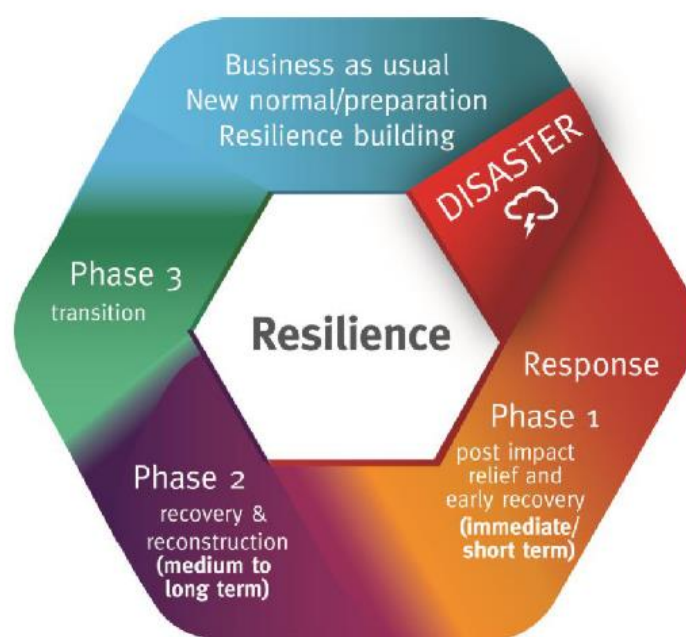 Business as usual
New normal/preparation
Resilience building
DISASTER
Resilience
Response
Phase 1
post impact
relief and
early recovery
(immediate/
short term)
Phase 2
recovery &
reconstruction
(medium to
long term)
Phase 3
transition